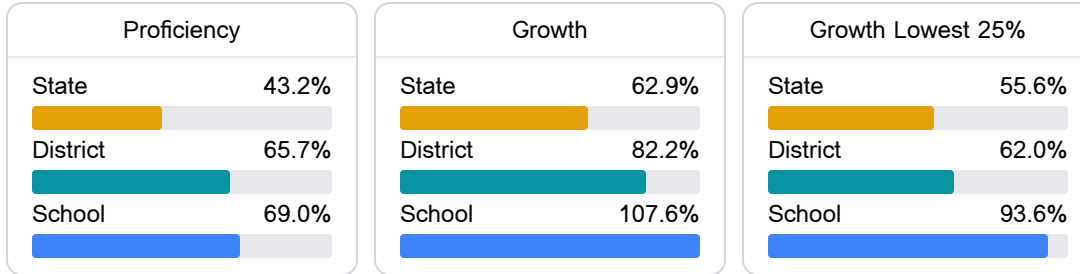 Proficiency
State 43.2%
District 65.7%
School 69.0%
Growth
State 62.9%
District 82.2%
School 107.6%
Growth Lowest 25%
State 55.6%
District 62.0%
School 93.6%